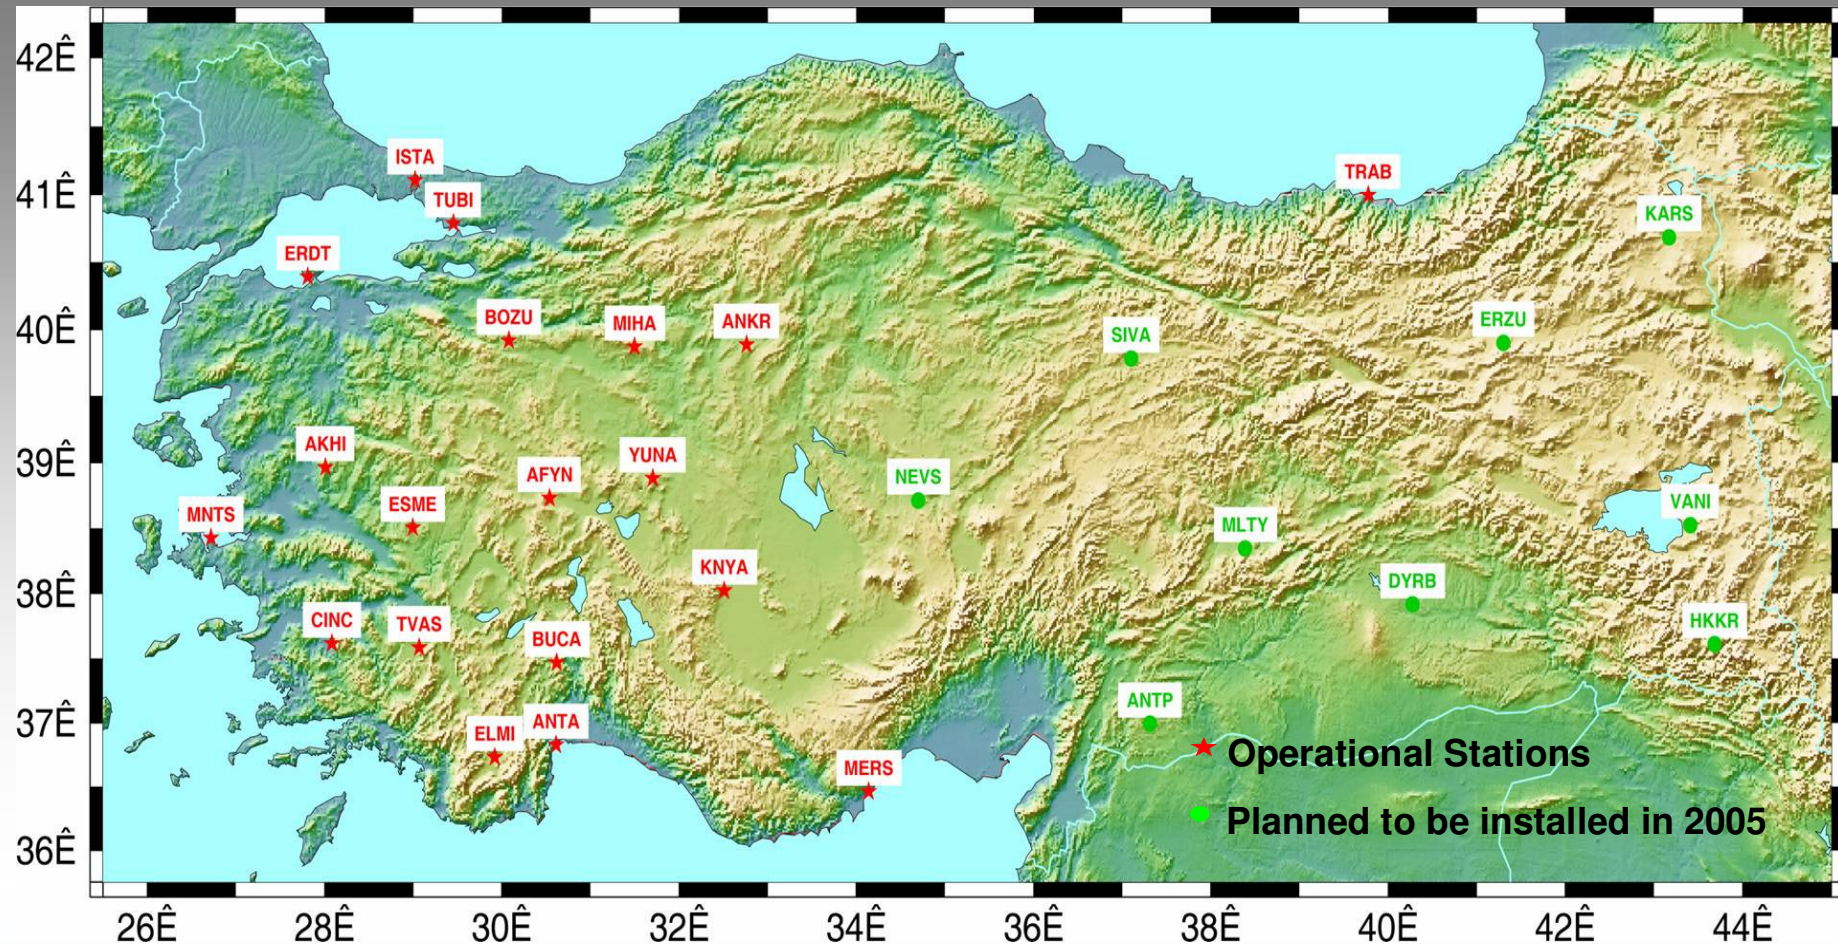 42Ê
ISTA
41Ê
TRAB
TUBI
KARS
ERDT
40Ê
BOZU
MIHA
ANKR
SIVA
ERZU
39Ê
AKHI
YUNA
AFYN
NEVS
ESME
MNTS
MLTY
VANI
38Ê
KNYA
DYRB
CINC
TVAS
BUCA
HKKR
37Ê
ANTP
ELMI
ANTA
MERS
Operational Stations
Planned to be installed in 2005
36Ê
26Ê 28Ê 30Ê 32Ê 34Ê 36Ê 38Ê 40Ê 42Ê 44Ê